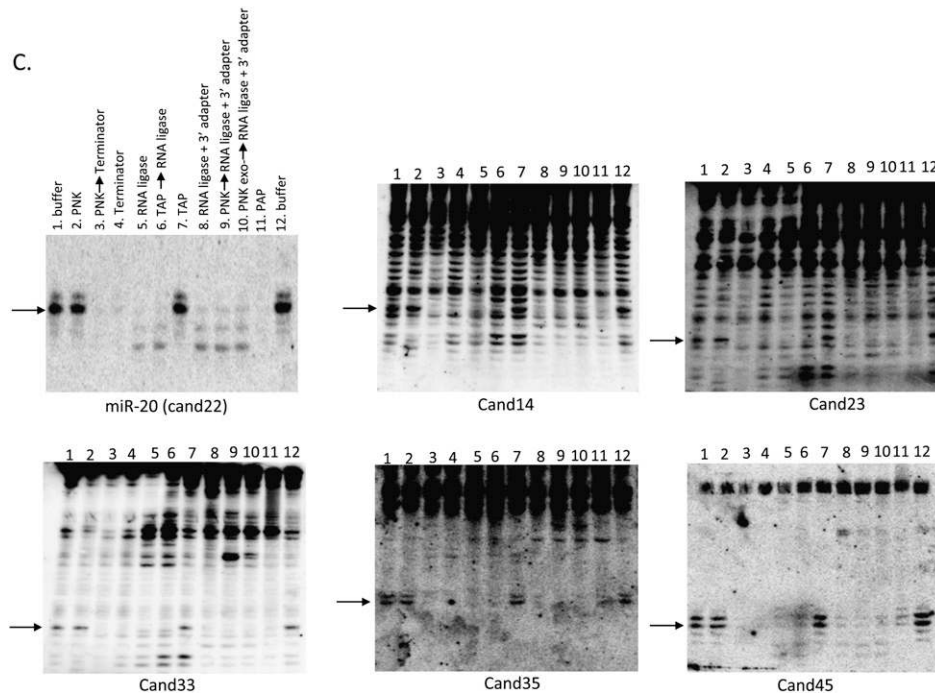 C.
1. buffer
2. PNK
3. PNK→Terminator
4. Terminator
5. RNA ligase
6. TAP → RNA ligase
7. TAP
8. RNA ligase + 3’ adapter
9. PNK→RNA ligase + 3’ adapter
10. PNK exo-→RNA ligase + 3’ adapter
11. PAP
12. buffer
miR-20 (cand22)
1 2 3 4 5 6 7 8 9 10 11 12
Cand14
1 2 3 4 5 6 7 8 9 10 11 12
Cand23
1 2 3 4 5 6 7 8 9 10 11 12
Cand33
1 2 3 4 5 6 7 8 9 10 11 12
Cand35
1 2 3 4 5 6 7 8 9 10 11 12
Cand45